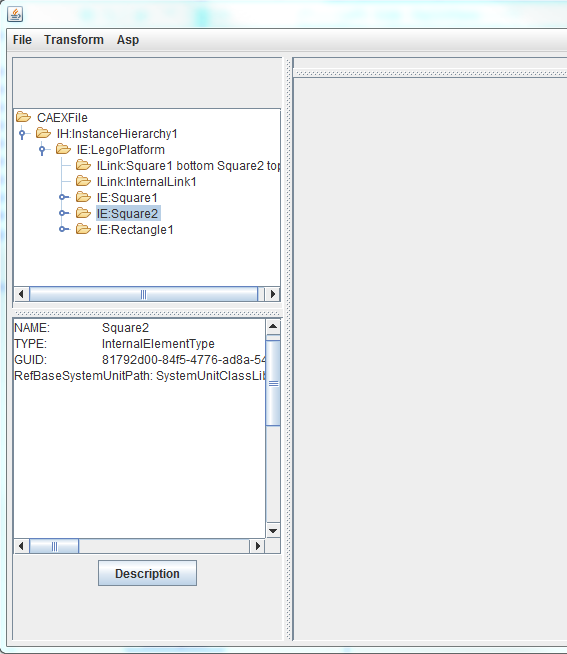 File Transform Asp
CAEXFile
IH:InstanceHierarchy1
IE:LegoPlatform
ILink:Square1 bottom Square2 top
ILink:InternalLink1
IE:Square1
IE:Square2
IE:Rectangle1
NAME: Square2
TYPE: InternalElementType
GUID: 81792d00-84f5-4776-ad8a-54
RefBaseSystemUnitPath: SystemUnitClassLib
Description